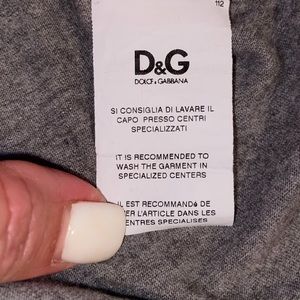 112
D&G
DOLCE & GABBANA
SI CONSIGLIA DI LAVARE IL
CAPO PRESSO CENTRI
SPECIALIZZATI
IT IS RECOMMENDED TO
WASH THE GARMENT IN
SPECIALIZED CENTERS
IL EST RECOMMANDé DE
L'ARTICLE DANS LES
CENTRES SPECIALISES